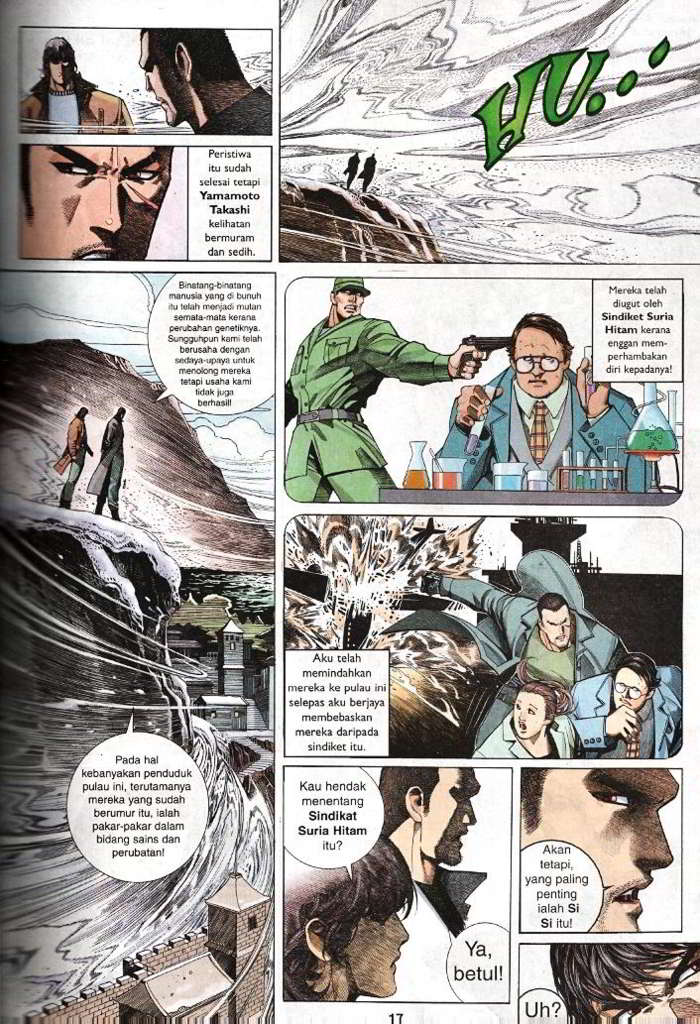 HU...
Peristiwa
itu sudah
selesai tetapi
Yamamoto
Takashi
kelihatan
bermuram
dan sedih.
Binatang-binatang
manusia yang di bunuh
itu telah menjadi mutan
semata-mata kerana
perubahan genetiknya.
Sungguhpun kami telah
berusaha dengan
sedaya-upaya untuk
menolong mereka
tetapi usaha kami
tidak juga
berhasil!
Pada hal
kebanyakan penduduk
pulau ini, terutamanya
mereka yang sudah
berumur itu, ialah
pakar-pakar dalam
bidang sains dan
perubatan!
Mereka telah
diugut oleh
Sindiket Suria
Hitam kerana
enggan mem-
perhambakan
diri kepadanya!
Aku telah
memindahkan
mereka ke pulau ini
selepas aku berjaya
membebaskan
mereka daripada
sindiket itu.
Kau hendak
menentang
Sindikat
Suria Hitam
itu?
Ya,
betul!
Akan
tetapi,
yang paling
penting
ialah Si
Si itu!
Uh?
17